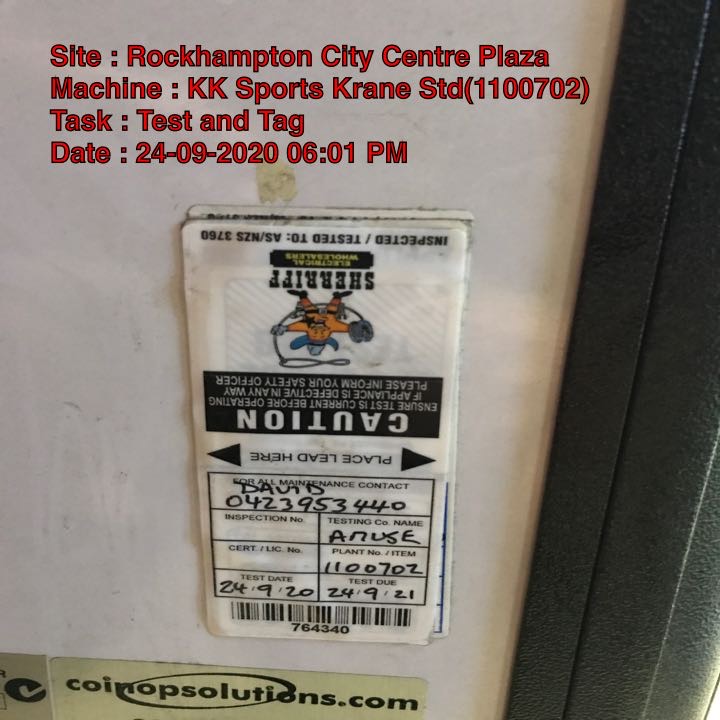 Site : Rockhampton City Centre Plaza
Machine : KK Sports Krane Std(1100702)
Task : Test and Tag
Date : 24-09-2020 06:01 PM
INSPECTED / TESTED TO: AS/NZS 3760
ELECTRICAL
WHOLESALERS
SHERRIFF
CAUTION
ENSURE TEST IS CURRENT BEFORE OPERATING
IF APPLIANCE IS DEFECTIVE IN ANY WAY
PLEASE INFORM YOUR SAFETY OFFICER
PLACE LEAD HERE
FOR ALL MAINTENANCE CONTACT
DAVID
0423953440
INSPECTION No.
TESTING Co. NAME
AMUSE
CERT. / LIC. No.
PLANT No. / ITEM
1100702
TEST DATE
TEST DUE
24/9/20
24/9/21
764340
coinopsolutions.com